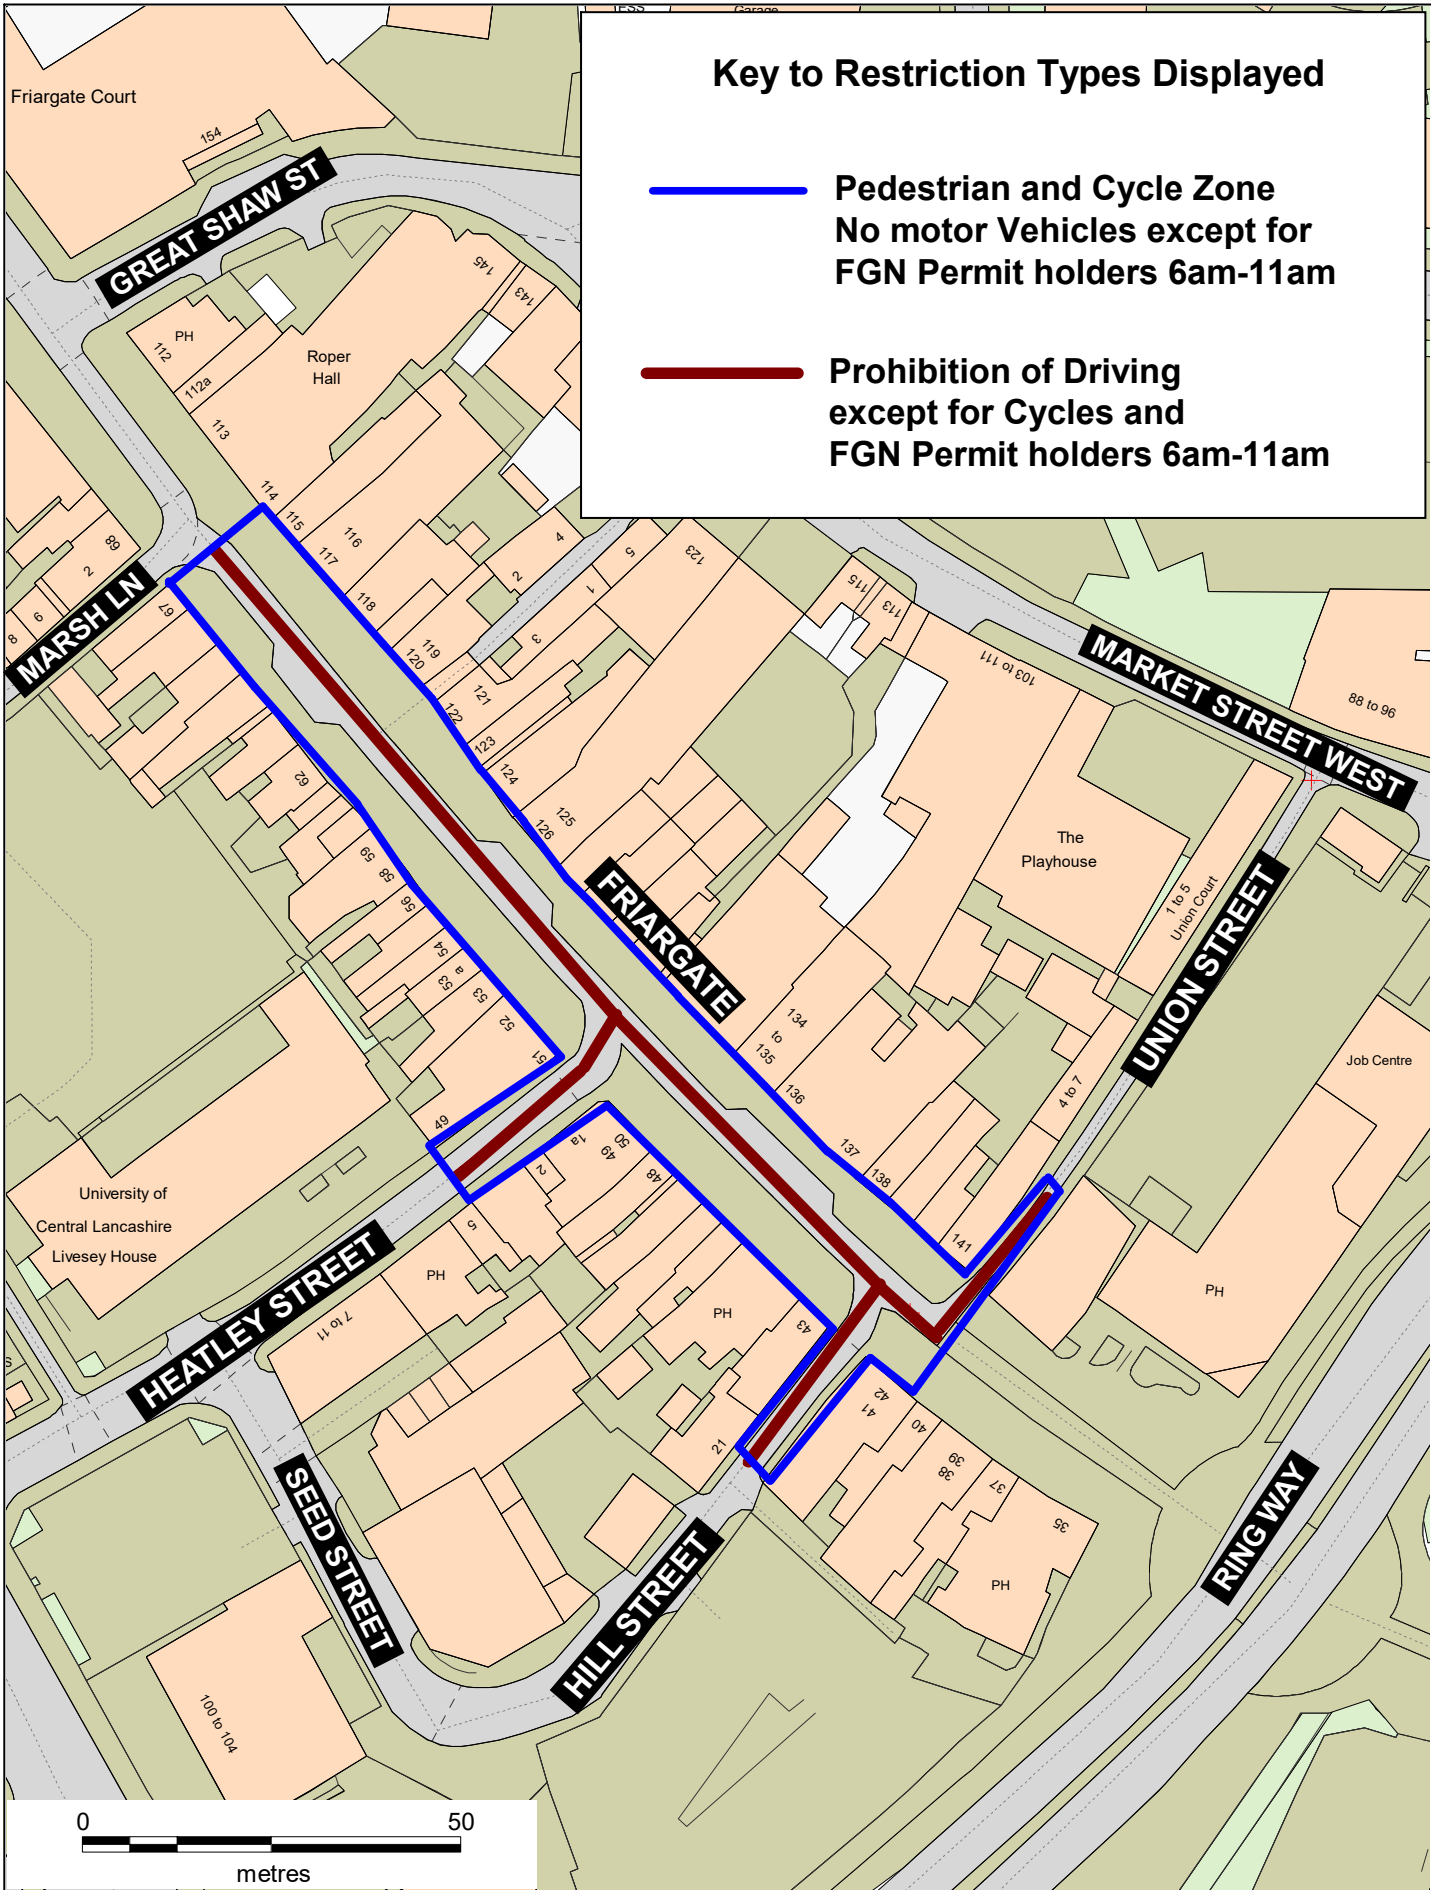 Key to Restriction Types Displayed
Pedestrian and Cycle Zone
No motor Vehicles except for
FGN Permit holders 6am-11am
Prohibition of Driving
except for Cycles and
FGN Permit holders 6am-11am
ESS
Garage
Friargate Court
154
GREAT SHAW ST
145
143
PH
112
112a
113
Roper
Hall
114
115
116
117
118
119
120
4
2
5
1
3
123
121
122
123
124
125
126
68
2
6
8
MARSH LN
67
62
59
58
56
54
53
a
53
52
51
49
115
113
103 to 111
MARKET STREET WEST
88 to 96
The
Playhouse
1 to 5
Union Court
UNION STREET
FRIARGATE
134
to
135
136
137
138
141
4 to 7
Job Centre
PH
University of
Central Lancashire
Livesey House
HEATLEY STREET
1a
50
49
48
2
5
PH
7 to 11
PH
43
21
42
41
40
39
38
37
35
PH
SEED STREET
HILL STREET
RING WAY
100 to 104
S
0
50
metres